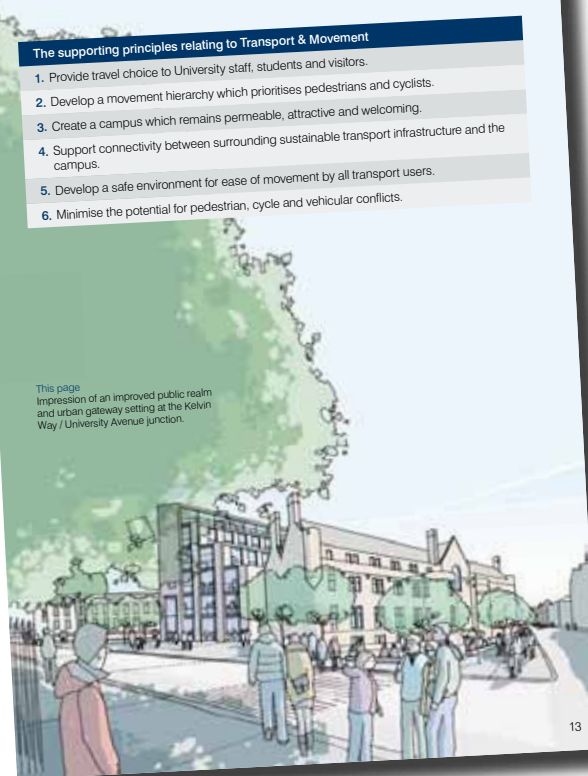 The supporting principles relating to Transport & Movement
1. Provide travel choice to University staff, students and visitors.
2. Develop a movement hierarchy which prioritises pedestrians and cyclists.
3. Create a campus which remains permeable, attractive and welcoming.
4. Support connectivity between surrounding sustainable transport infrastructure and the
campus.
5. Develop a safe environment for ease of movement by all transport users.
6. Minimise the potential for pedestrian, cycle and vehicular conflicts.
This page
Impression of an improved public realm
and urban gateway setting at the Kelvin
Way / University Avenue junction.
13